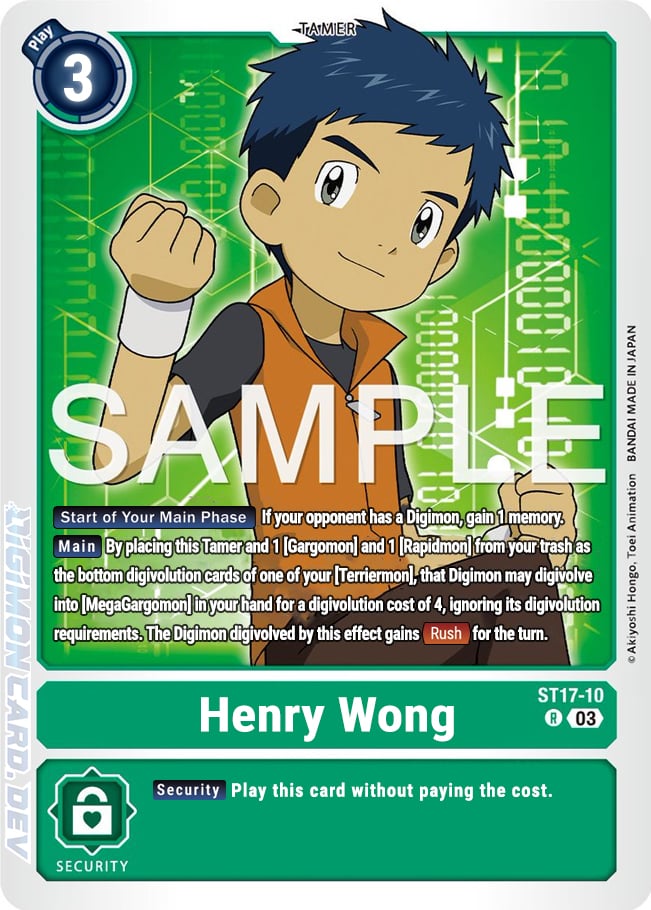 TAMER
Play
3
SAMPLE
Start of Your Main Phase If your opponent has a Digimon, gain 1 memory.
Main By placing this Tamer and 1 [Gargomon] and 1 [Rapidmon] from your trash as
the bottom digivolution cards of one of your [Terriermon], that Digimon may digivolve
into [MegaGargomon] in your hand for a digivolution cost of 4, ignoring its digivolution
requirements. The Digimon digivolved by this effect gains Rush for the turn.
© Akiyoshi Hongo, Toei Animation BANDAI MADE IN JAPAN
DIGIMON CARD.DEV
Henry Wong
ST17-10
R 03
Security Play this card without paying the cost.
SECURITY